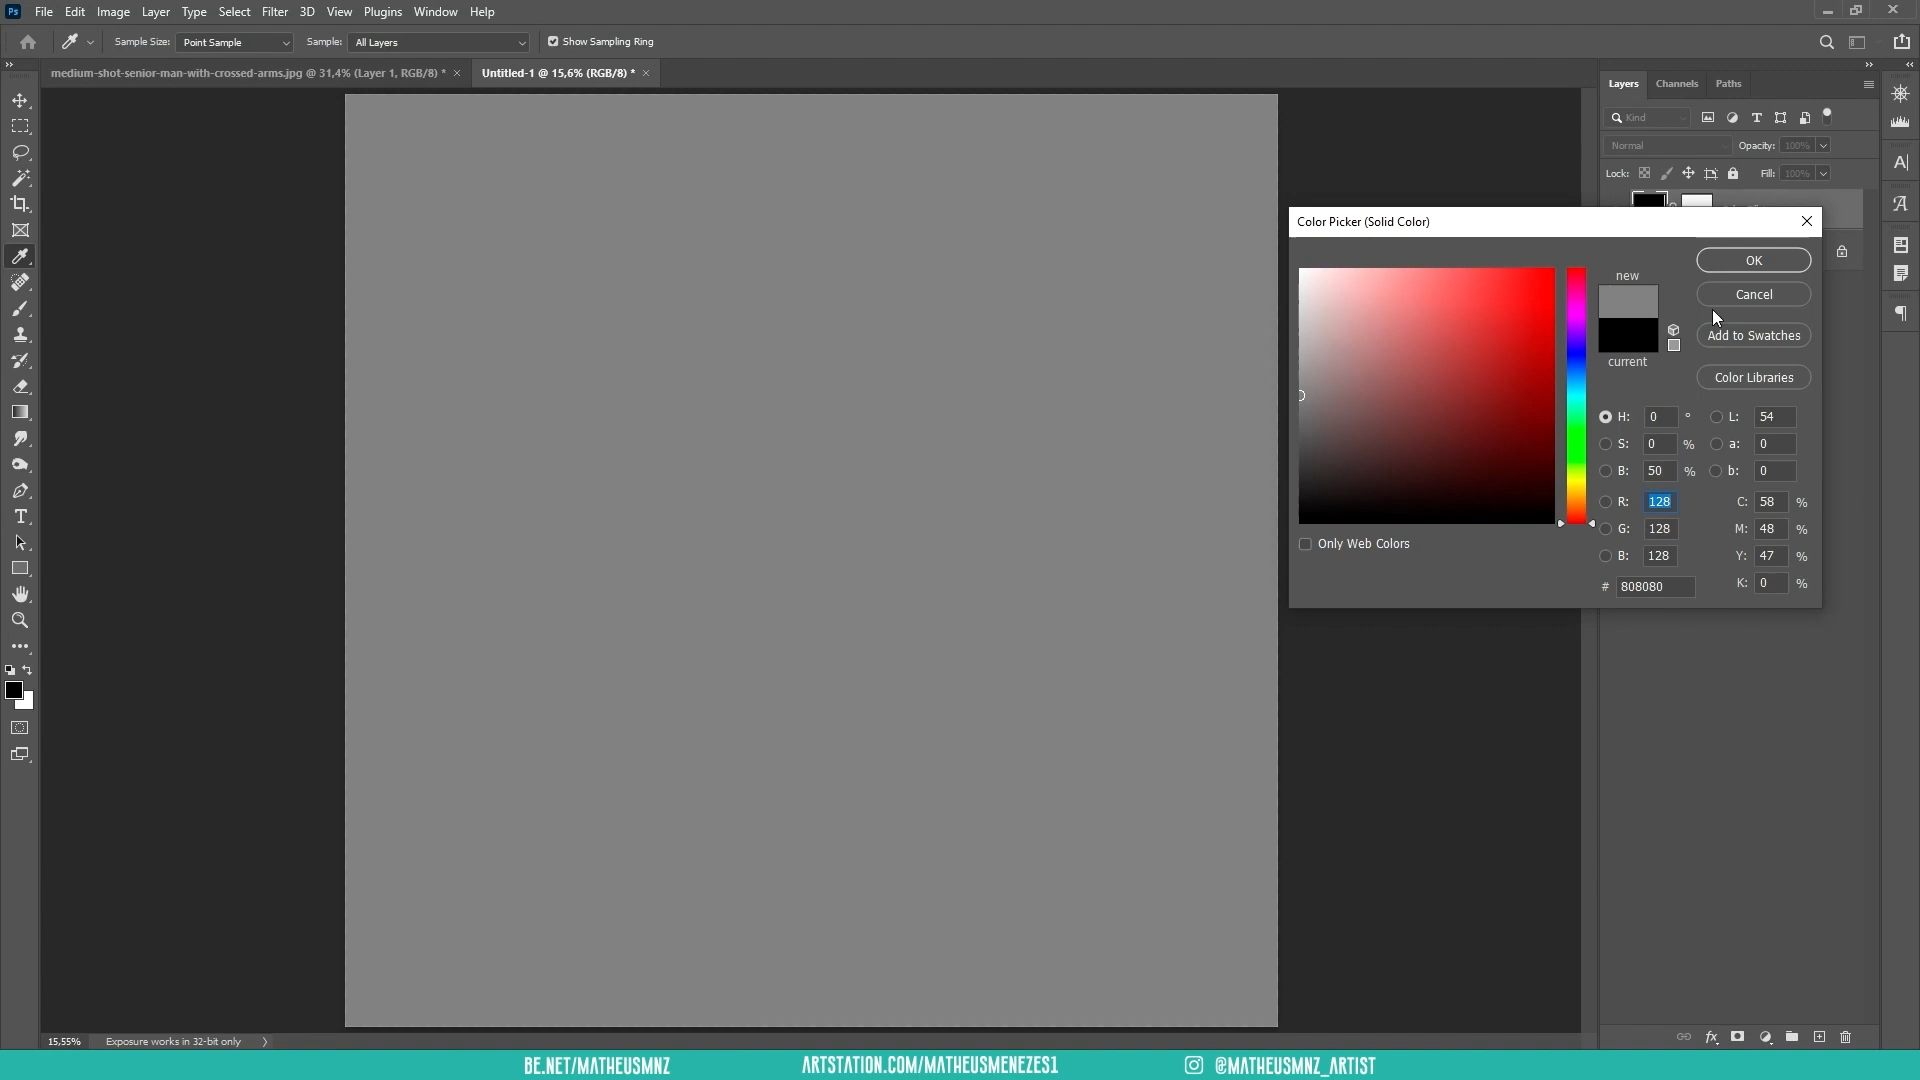 Ps File Edit Image Layer Type Select Filter 3D View Plugins Window Help
Sample Size: Point Sample Sample: All Layers Show Sampling Ring
medium-shot-senior-man-with-crossed-arms.jpg @ 31,4% (Layer 1, RGB/8) * × Untitled-1 @ 15,6% (RGB/8) * ×
Layers Channels Paths
Kind
Normal Opacity: 100%
Lock: Fill: 100%
Color Picker (Solid Color)
OK
new
Cancel
Add to Swatches
current
Color Libraries
H: 0 ° L: 54
S: 0 % a: 0
B: 50 % b: 0
R: 128 C: 58 %
G: 128 M: 48 %
Only Web Colors
B: 128 Y: 47 %
# 808080 K: 0 %
15,55% Exposure works in 32-bit only
BE.NET/MATHEUSMNZ ARTSTATION.COM/MATHEUSMENEZES1 @MATHEUSMNZ_ARTIST